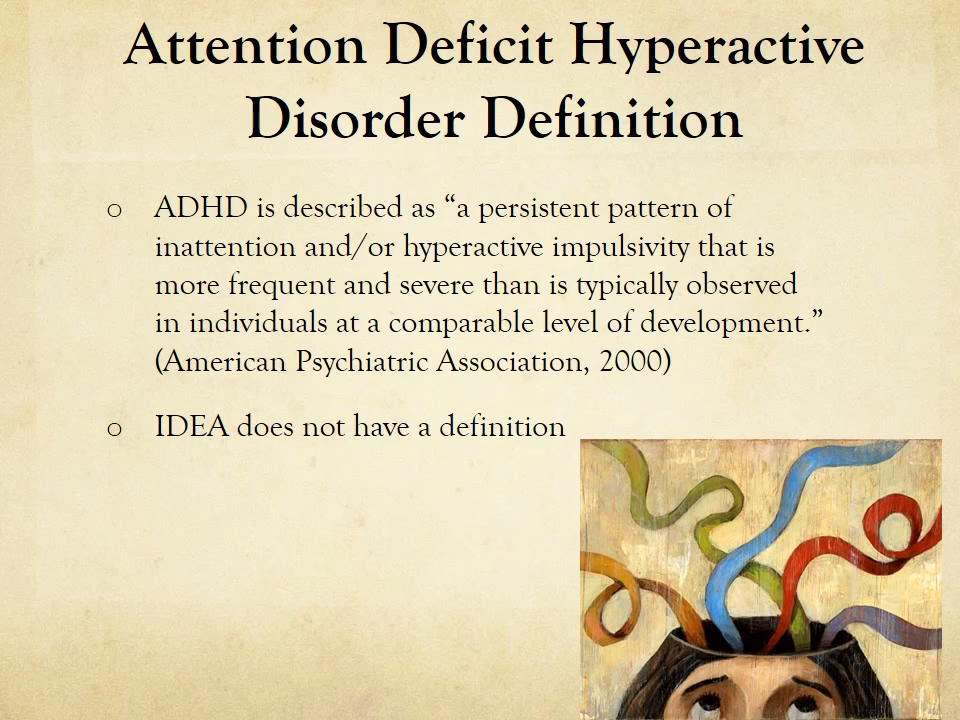 Attention Deficit Hyperactive
Disorder Definition
o ADHD is described as “a persistent pattern of
inattention and/or hyperactive impulsivity that is
more frequent and severe than is typically observed
in individuals at a comparable level of development.”
(American Psychiatric Association, 2000)
o IDEA does not have a definition